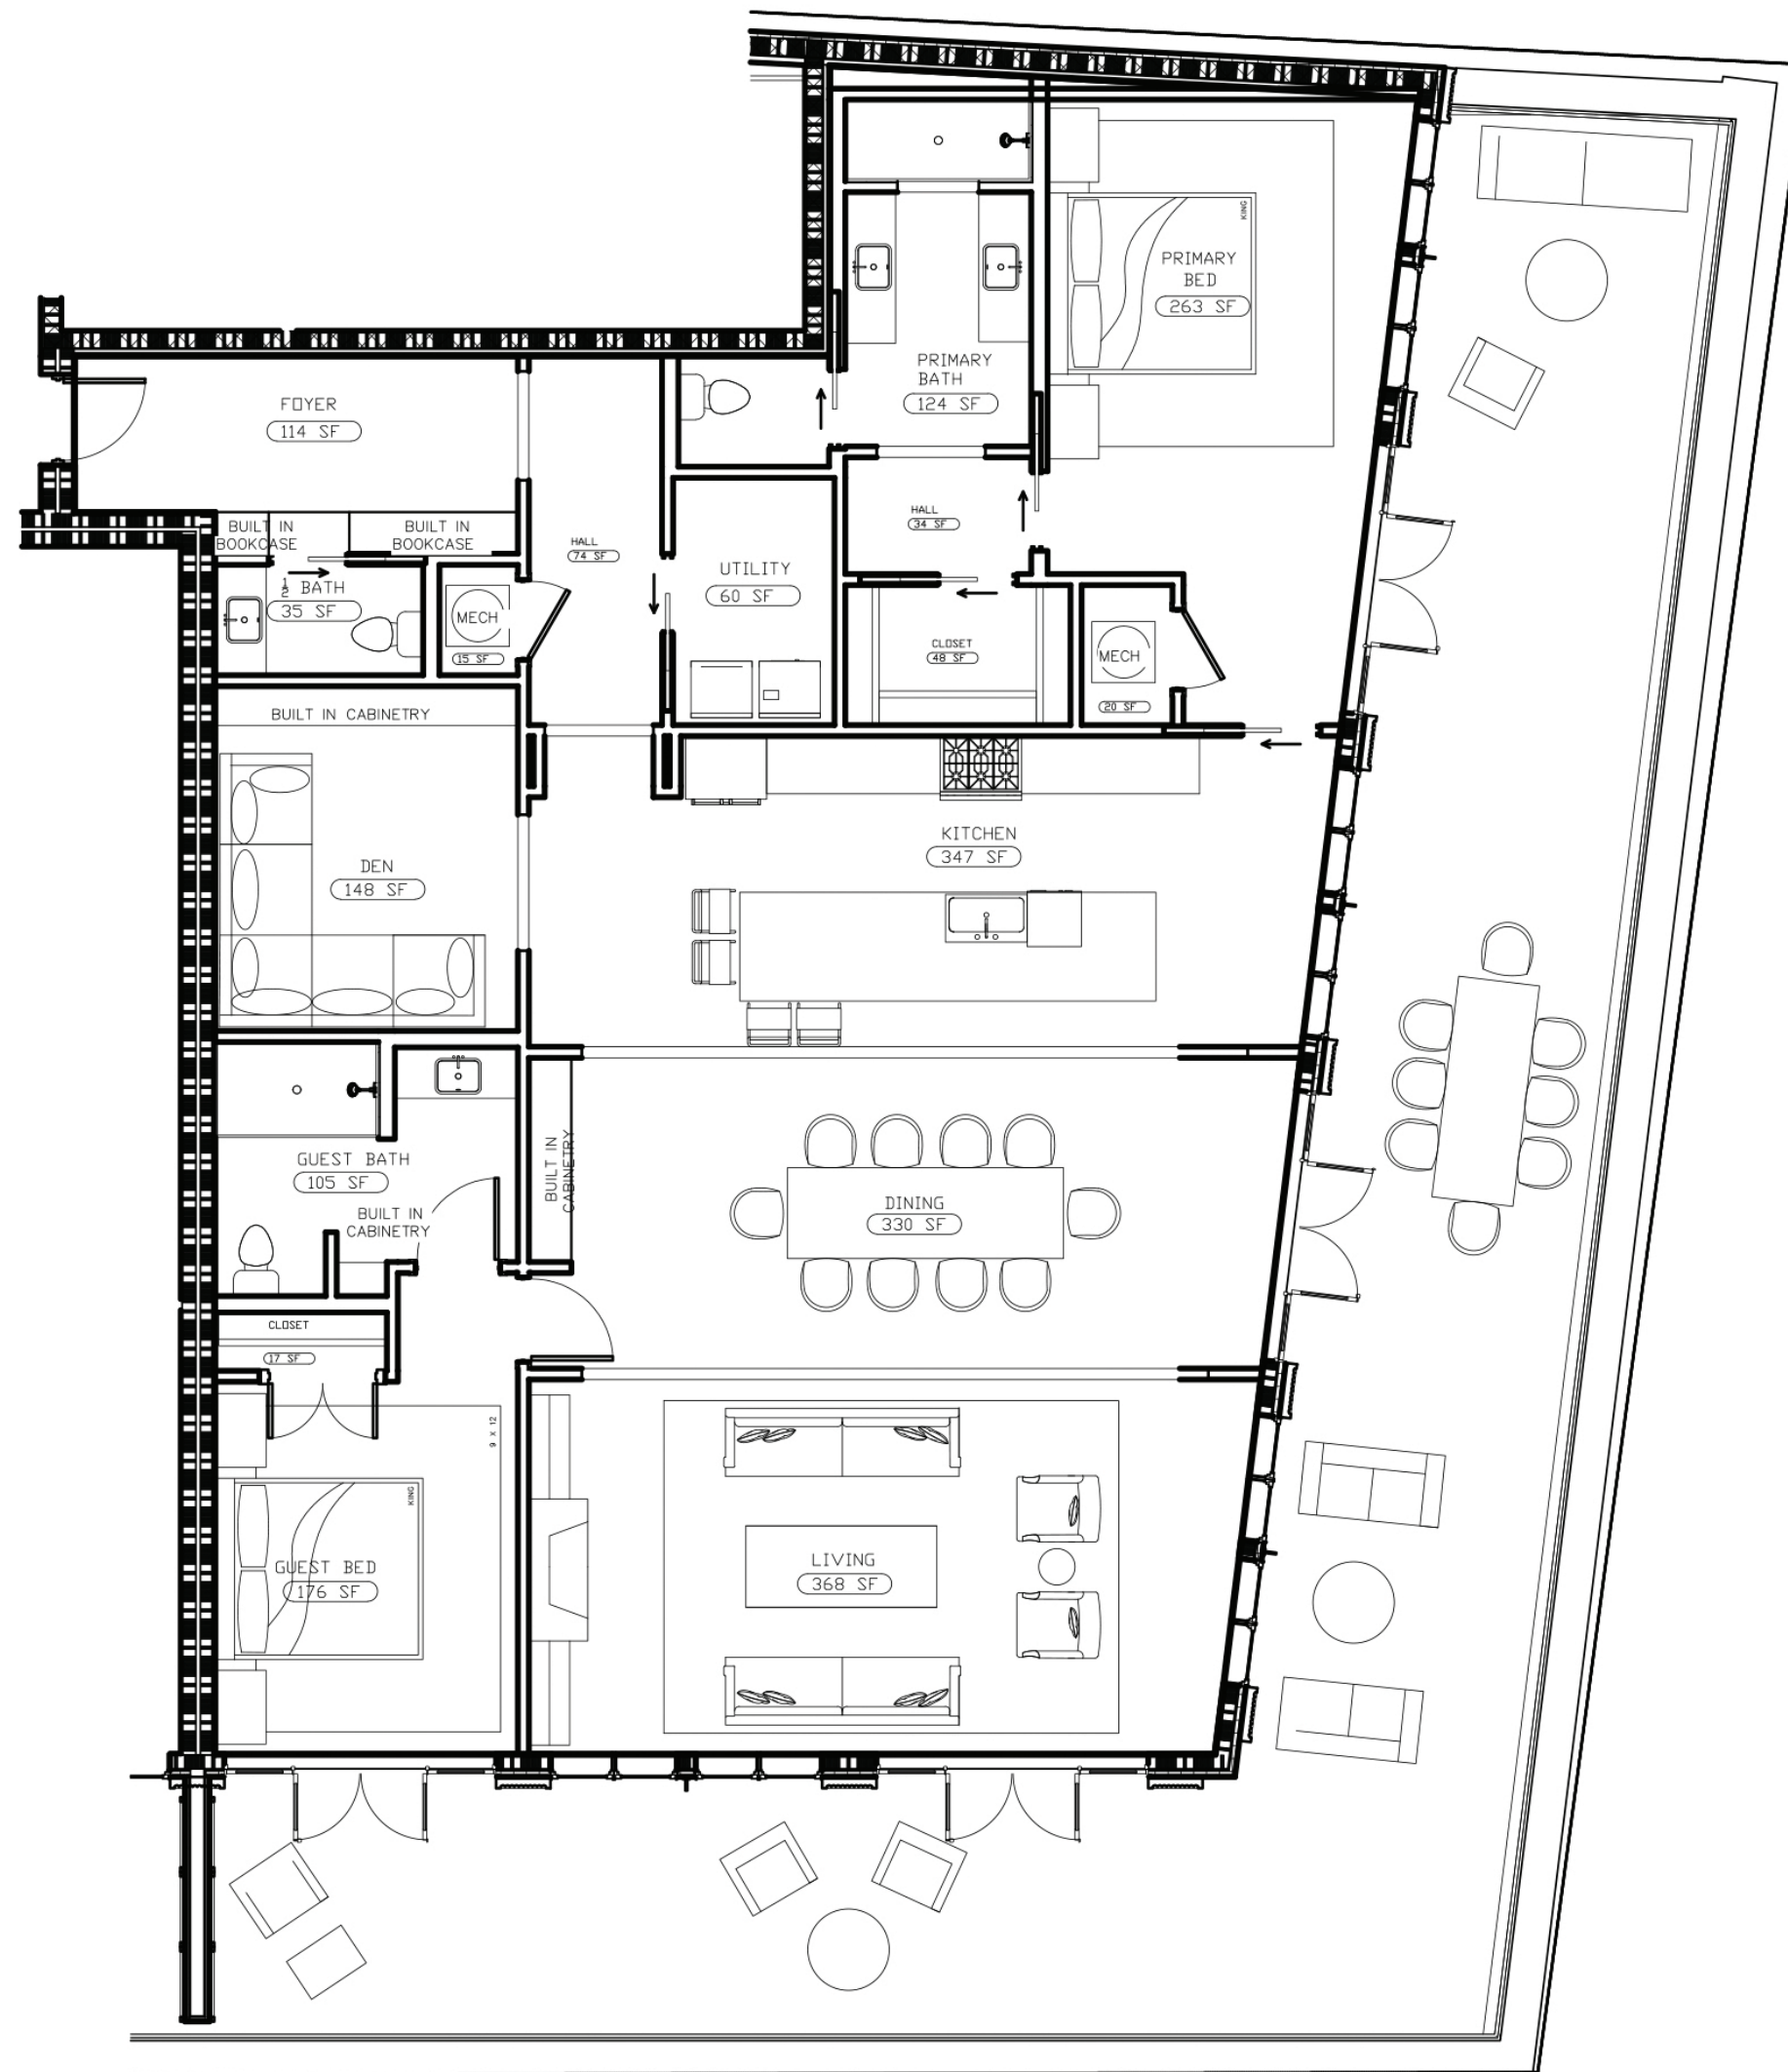 KING
PRIMARY
BED
263 SF
PRIMARY
BATH
124 SF
FOYER
114 SF
BUILT IN
BOOKCASE
BUILT IN
BOOKCASE
HALL
74 SF
HALL
34 SF
UTILITY
60 SF
½ BATH
35 SF
MECH
15 SF
CLOSET
48 SF
MECH
20 SF
BUILT IN CABINETRY
KITCHEN
347 SF
DEN
148 SF
GUEST BATH
105 SF
BUILT IN
CABINETRY
BUILT IN
CABINETRY
DINING
330 SF
CLOSET
17 SF
9 X 12
KING
GUEST BED
176 SF
LIVING
368 SF